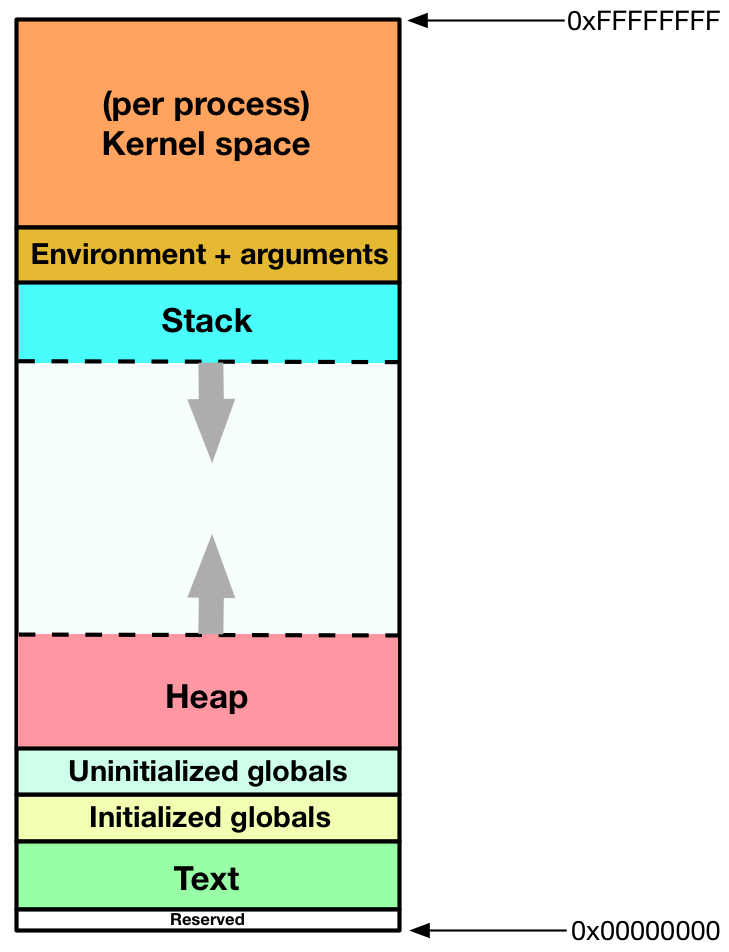 0xFFFFFFFF
(per process)
Kernel space
Environment + arguments
Stack
Heap
Uninitialized globals
Initialized globals
Text
Reserved
0x00000000